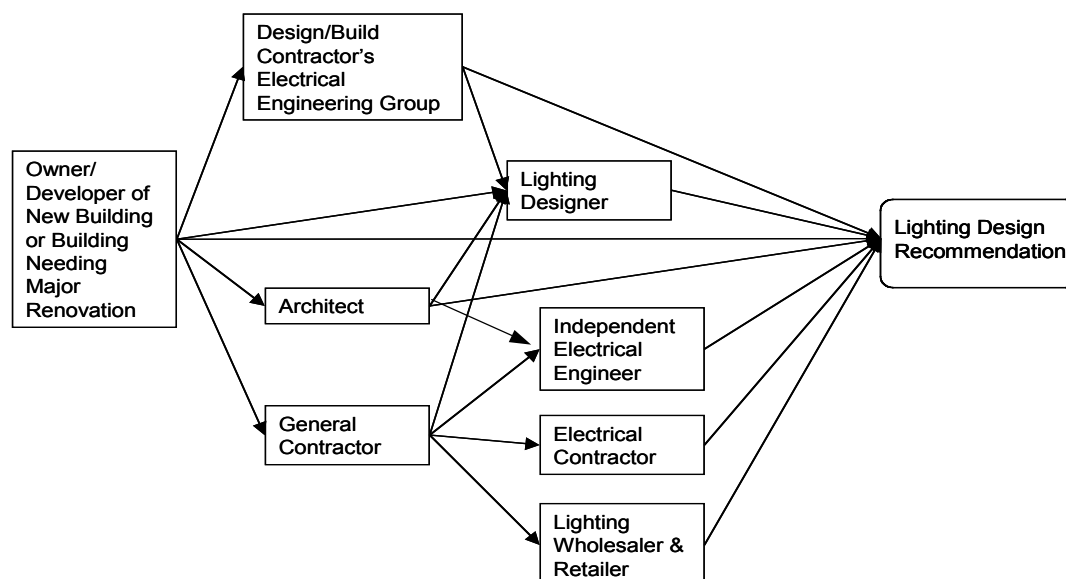 Design/Build
Contractor's
Electrical
Engineering Group
Owner/
Developer of
New Building
or Building
Needing
Major
Renovation
Lighting
Designer
Lighting Design
Recommendation
Architect
Independent
Electrical
Engineer
General
Contractor
Electrical
Contractor
Lighting
Wholesaler &
Retailer